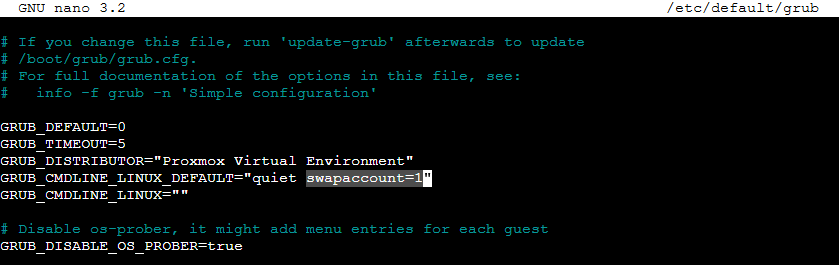 GNU nano 3.2 /etc/default/grub
# If you change this file, run 'update-grub' afterwards to update
# /boot/grub/grub.cfg.
# For full documentation of the options in this file, see:
#   info -f grub -n 'Simple configuration'
GRUB_DEFAULT=0
GRUB_TIMEOUT=5
GRUB_DISTRIBUTOR="Proxmox Virtual Environment"
GRUB_CMDLINE_LINUX_DEFAULT="quiet swapaccount=1"
GRUB_CMDLINE_LINUX=""
# Disable os-prober, it might add menu entries for each guest
GRUB_DISABLE_OS_PROBER=true